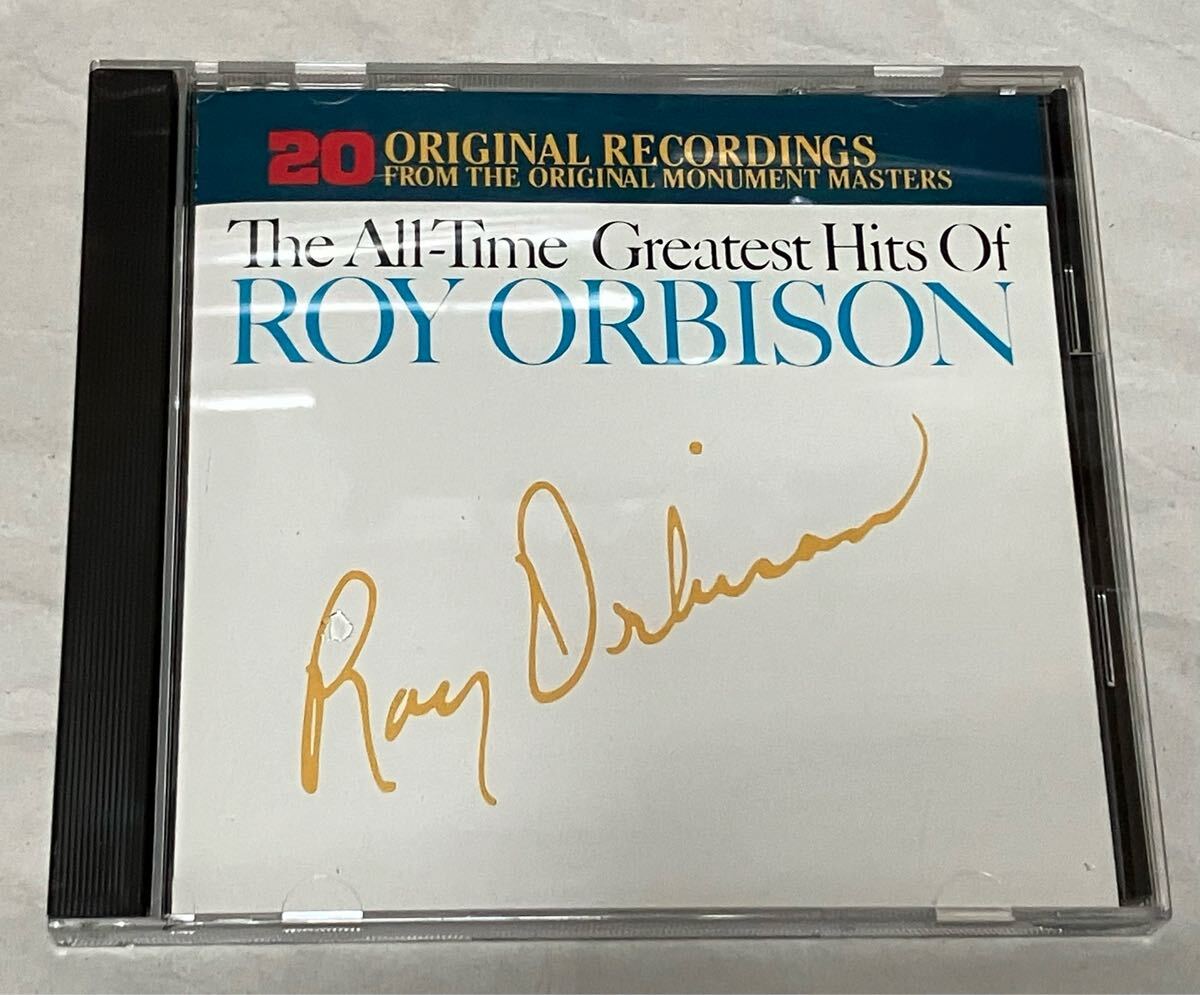 20 ORIGINAL RECORDINGS
FROM THE ORIGINAL MONUMENT MASTERS
The All-Time Greatest Hits Of
ROY ORBISON
Roy Orbison